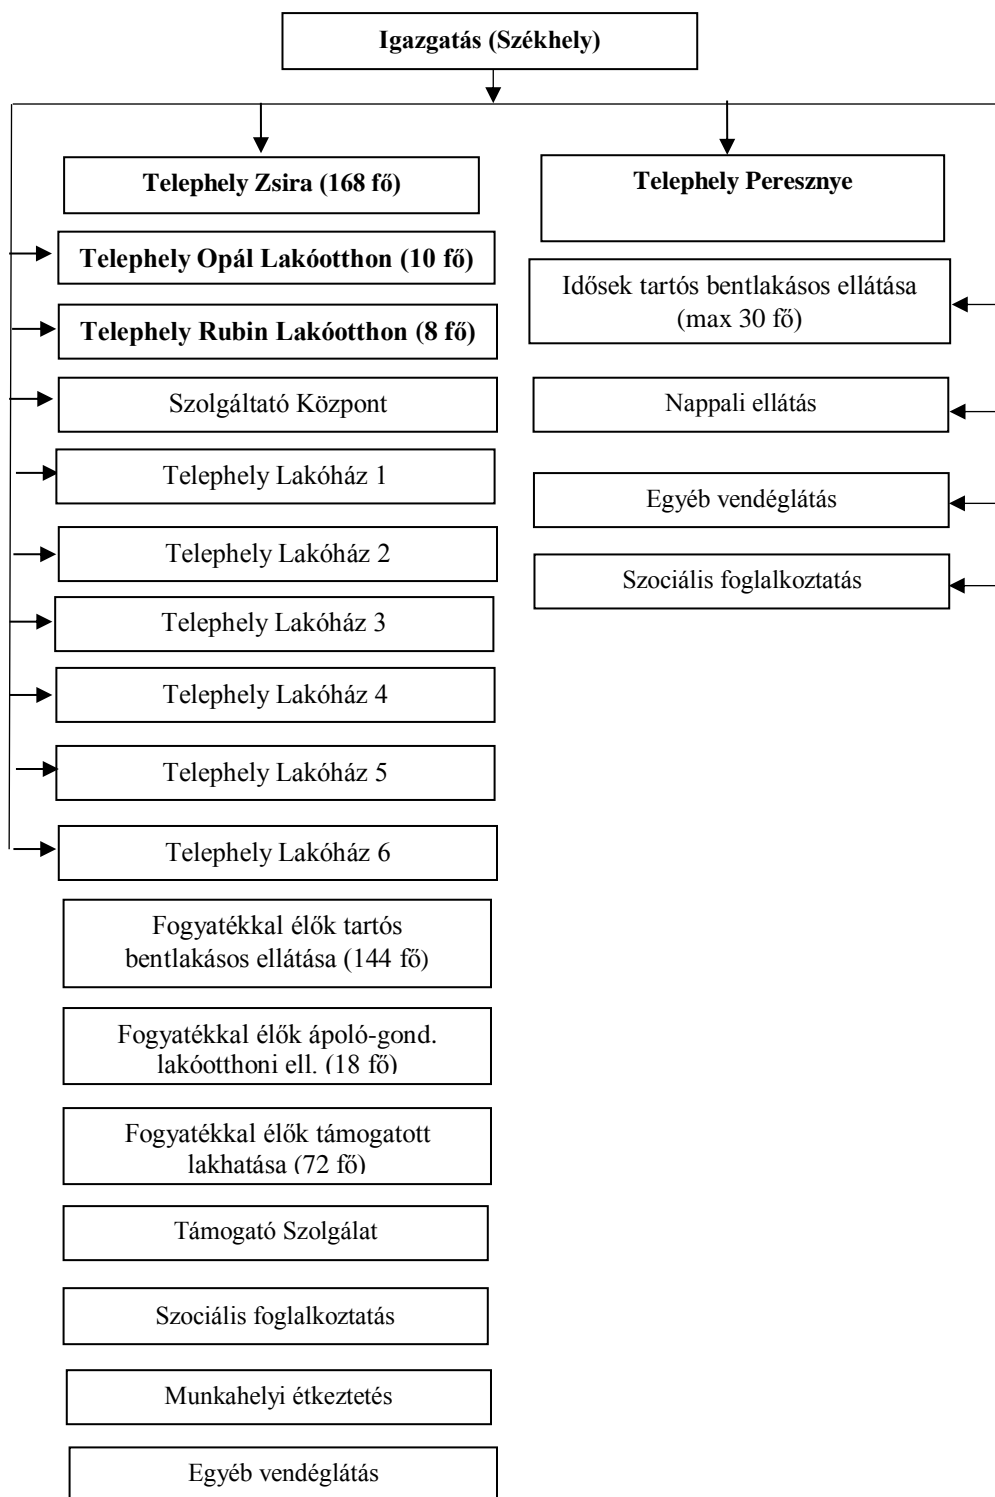 Igazgatás (Székhely)
Telephely Zsira (168 fő)
Telephely Opál Lakóotthon (10 fő)
Telephely Rubin Lakóotthon (8 fő)
Szolgáltató Központ
Telephely Lakóház 1
Telephely Lakóház 2
Telephely Lakóház 3
Telephely Lakóház 4
Telephely Lakóház 5
Telephely Lakóház 6
Fogyatékkal élők tartós
bentlakásos ellátása (144 fő)
Fogyatékkal élők ápoló-gond.
lakóotthoni ell. (18 fő)
Fogyatékkal élők támogatott
lakhatása (72 fő)
Támogató Szolgálat
Szociális foglalkoztatás
Munkahelyi étkeztetés
Egyéb vendéglátás
Telephely Peresznye
Idősek tartós bentlakásos ellátása
(max 30 fő)
Nappali ellátás
Egyéb vendéglátás
Szociális foglalkoztatás